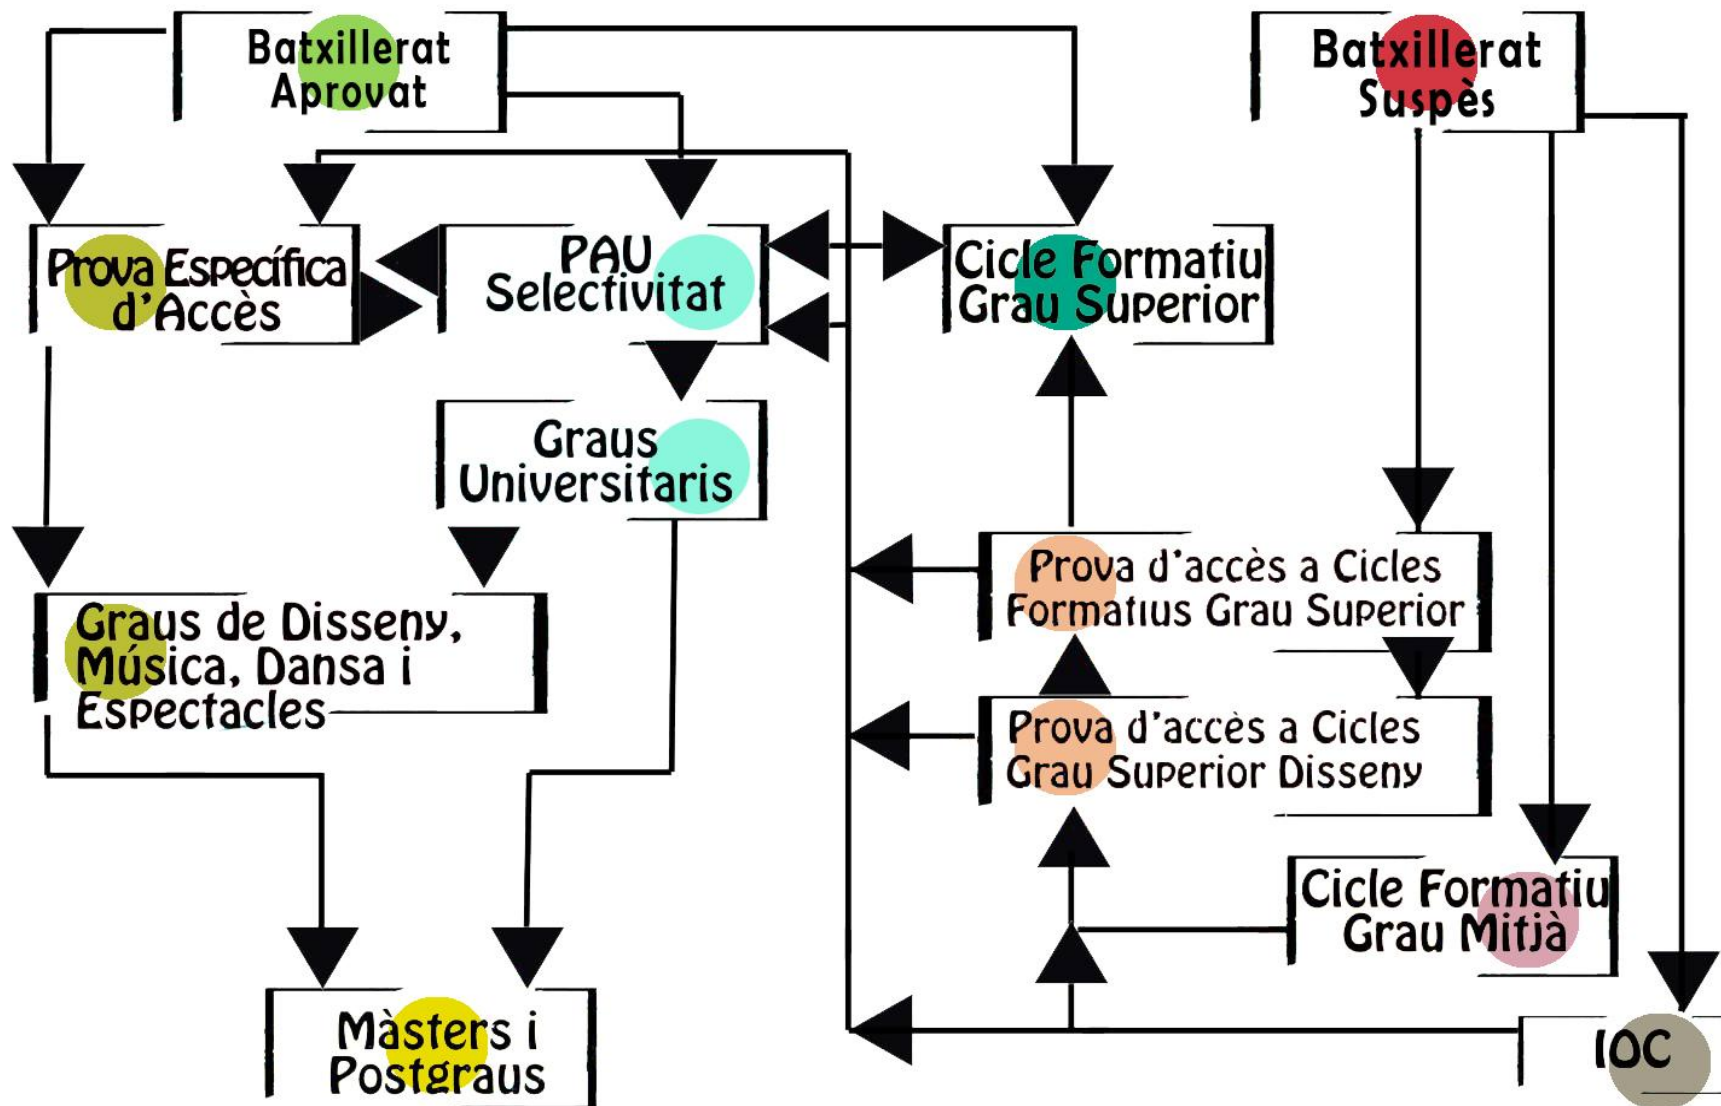 Batxillerat
Aprovat
Batxillerat
Suspès
Prova Específica
d'Accès
PAU
Selectivitat
Cicle Formatiu
Grau Superior
Graus
Universitaris
Prova d'accès a Cicles
Formatius Grau Superior
Graus de Disseny,
Música, Dansa i
Espectacles
Prova d'accès a Cicles
Grau Superior Disseny
Cicle Formatiu
Grau Mitjà
Màsters i
Postgraus
IOC